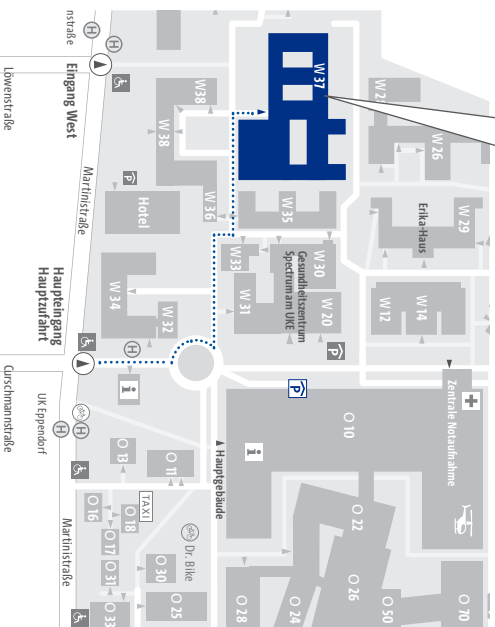 nstraße
H
H
Löwenstraße
Eingang West
Martinistraße
W38
W 38
P
Hotel
W 36
W 37
W 26
W 35
Erika-Haus
W 29
W33
W 30
Gesundheitszentrum
Spectrum am UKE
W 31
W 20
W 12
W 14
W 34
W 32
Haupteingang
Hauptzufahrt
H
P
P
i
Zentrale Notaufnahme
Curschmannstraße
UK Eppendorf
H
H
O 13
O 11
Hauptgebäude
i
O 10
TAXI
O 16
O 18
O 17
O 31
O 33
Martinistraße
Dr. Bike
O 30
O 25
O 22
O 28
O 24
O 26
O 50
O 70